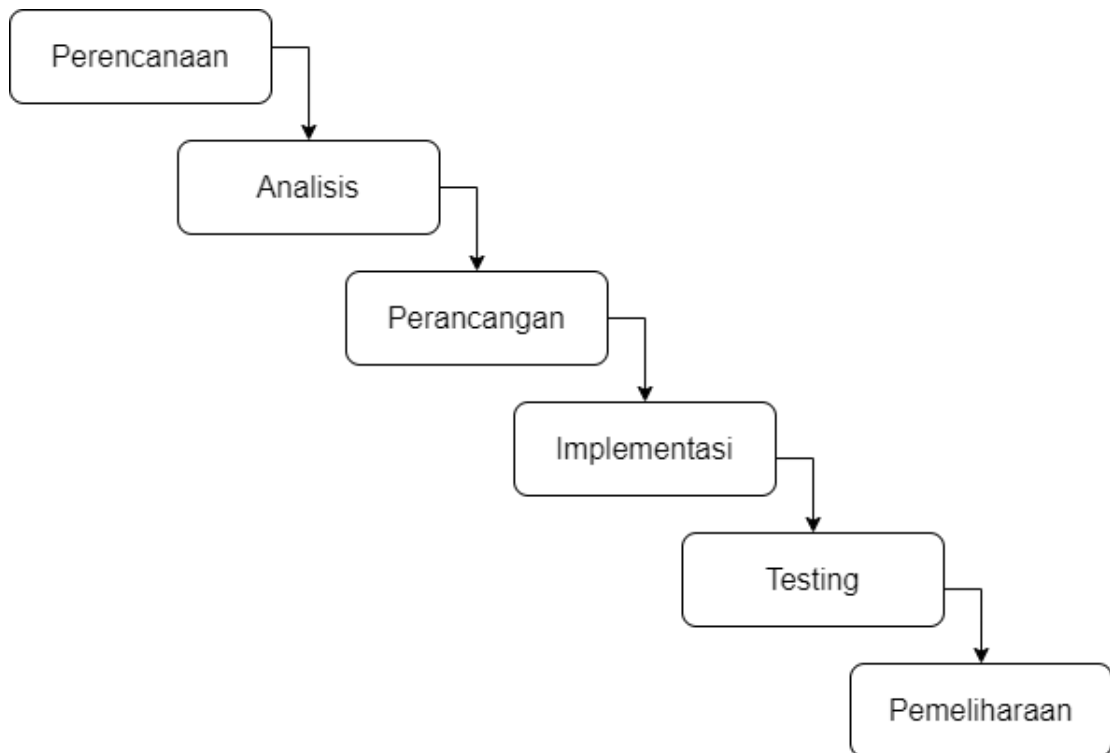 Perencanaan
Analisis
Perancangan
Implementasi
Testing
Pemeliharaan